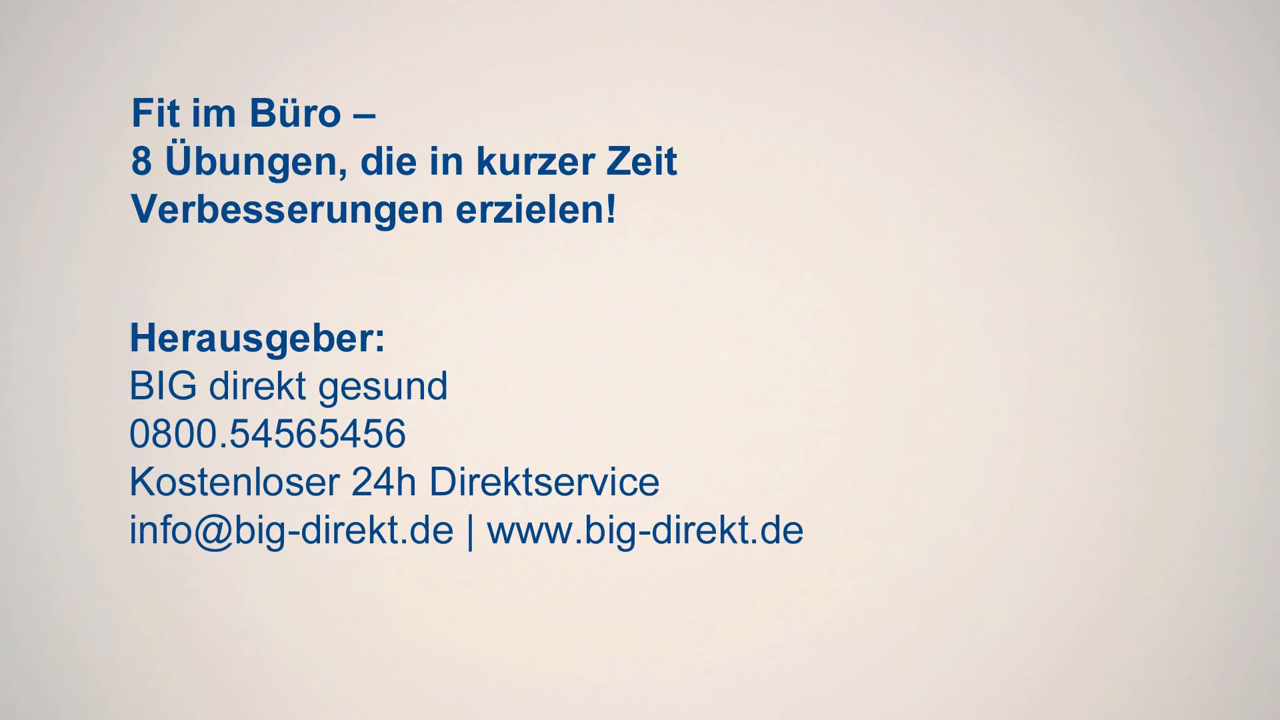 Fit im Büro –
8 Übungen, die in kurzer Zeit
Verbesserungen erzielen!
Herausgeber:
BIG direkt gesund
0800.54565456
Kostenloser 24h Direktservice
info@big-direkt.de | www.big-direkt.de